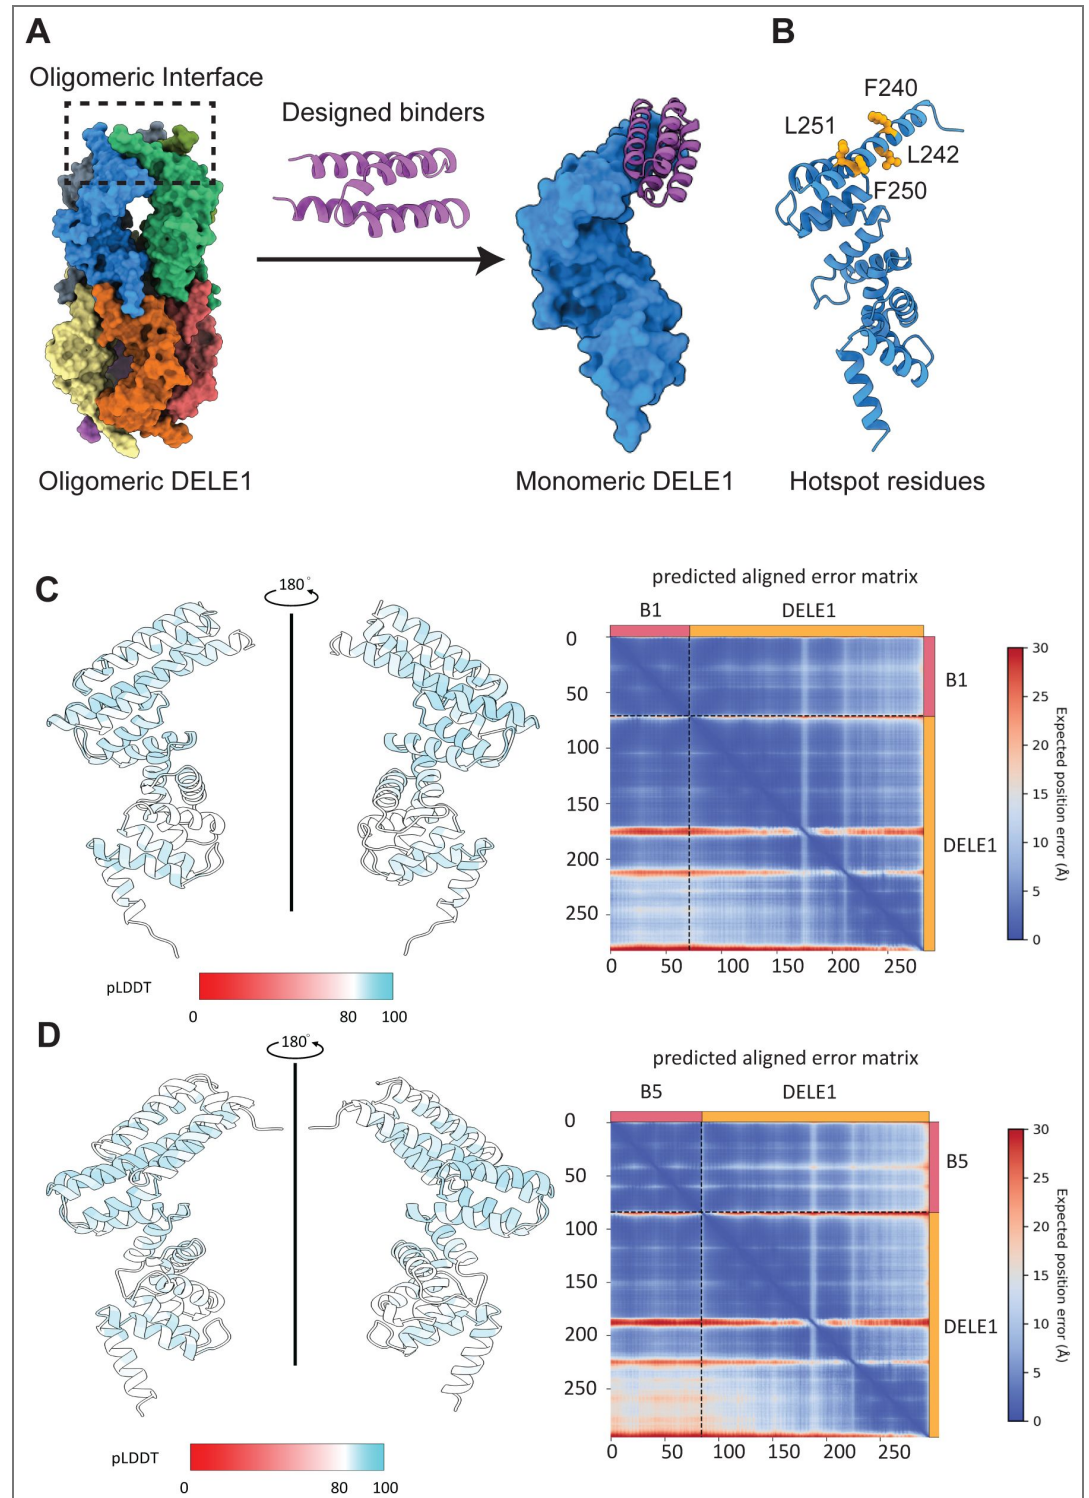 A
B
Oligomeric Interface
Designed binders
F240
L251
L242
F250
Oligomeric DELE1
Monomeric DELE1
Hotspot residues
C
180°
predicted aligned error matrix
B1
DELE1
0
50
100
150
200
250
0
50
100
150
200
250
B1
DELE1
30
25
20
15
10
5
0
Expected position error (Å)
pLDDT
0
80
100
D
180°
predicted aligned error matrix
B5
DELE1
0
50
100
150
200
250
0
50
100
150
200
250
B5
DELE1
30
25
20
15
10
5
0
Expected position error (Å)
pLDDT
0
80
100